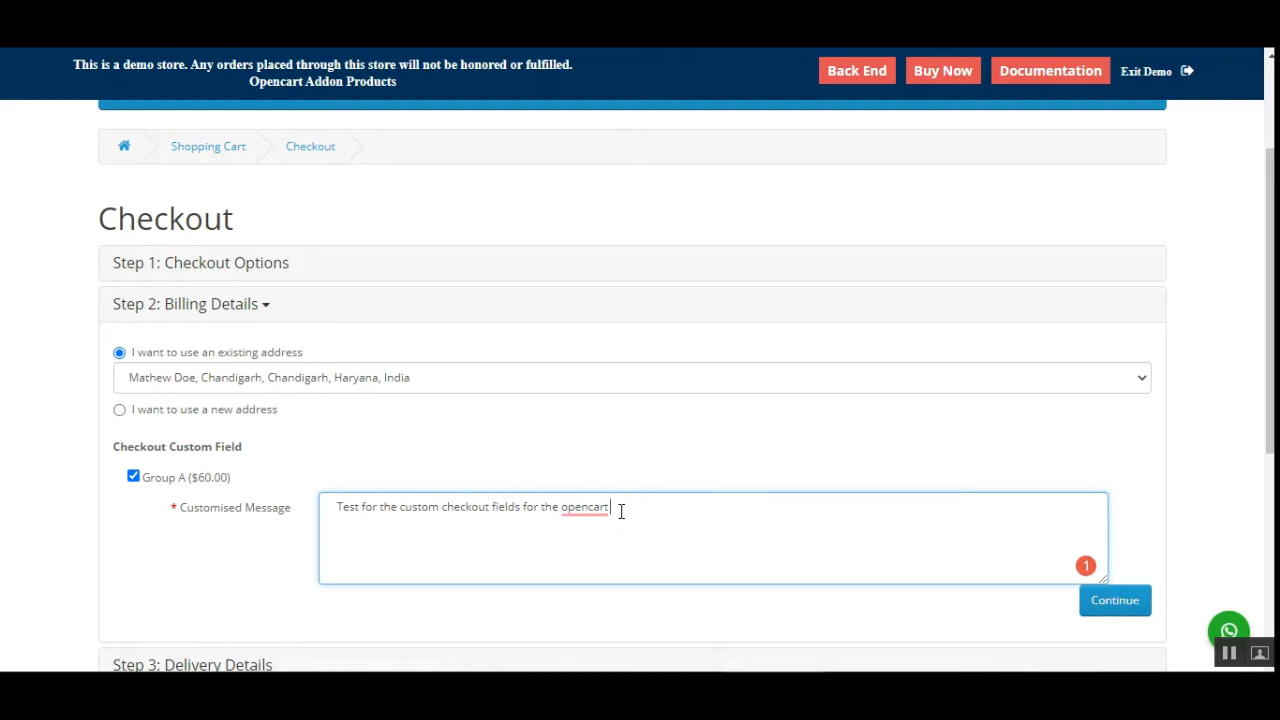 This is a demo store. Any orders placed through this store will not be honored or fulfilled.
Opencart Addon Products
Back End
Buy Now
Documentation
Exit Demo
Shopping Cart
Checkout
Checkout
Step 1: Checkout Options
Step 2: Billing Details
I want to use an existing address
Mathew Doe, Chandigarh, Chandigarh, Haryana, India
I want to use a new address
Checkout Custom Field
Group A ($60.00)
* Customised Message
Test for the custom checkout fields for the opencart
1
Continue
Step 3: Delivery Details